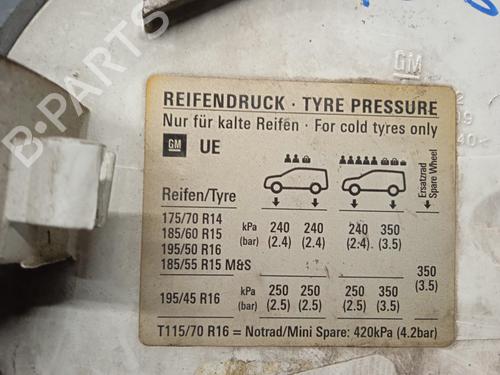 GM
B-PARTS
REIFENDRUCK · TYRE PRESSURE
Nur für kalte Reifen · For cold tyres only
GM UE
Reifen/Tyre
Ersatzrad
Spare Wheel
175/70 R14
185/60 R15 kPa 240 240 240 350
195/50 R16 (bar) (2.4) (2.4) (2.4) (3.5)
185/55 R15 M&S
350
(3.5)
195/45 R16 kPa 250 250 250 350
(bar) (2.5) (2.5) (2.5) (3.5)
T115/70 R16 = Notrad/Mini Spare: 420kPa (4.2bar)